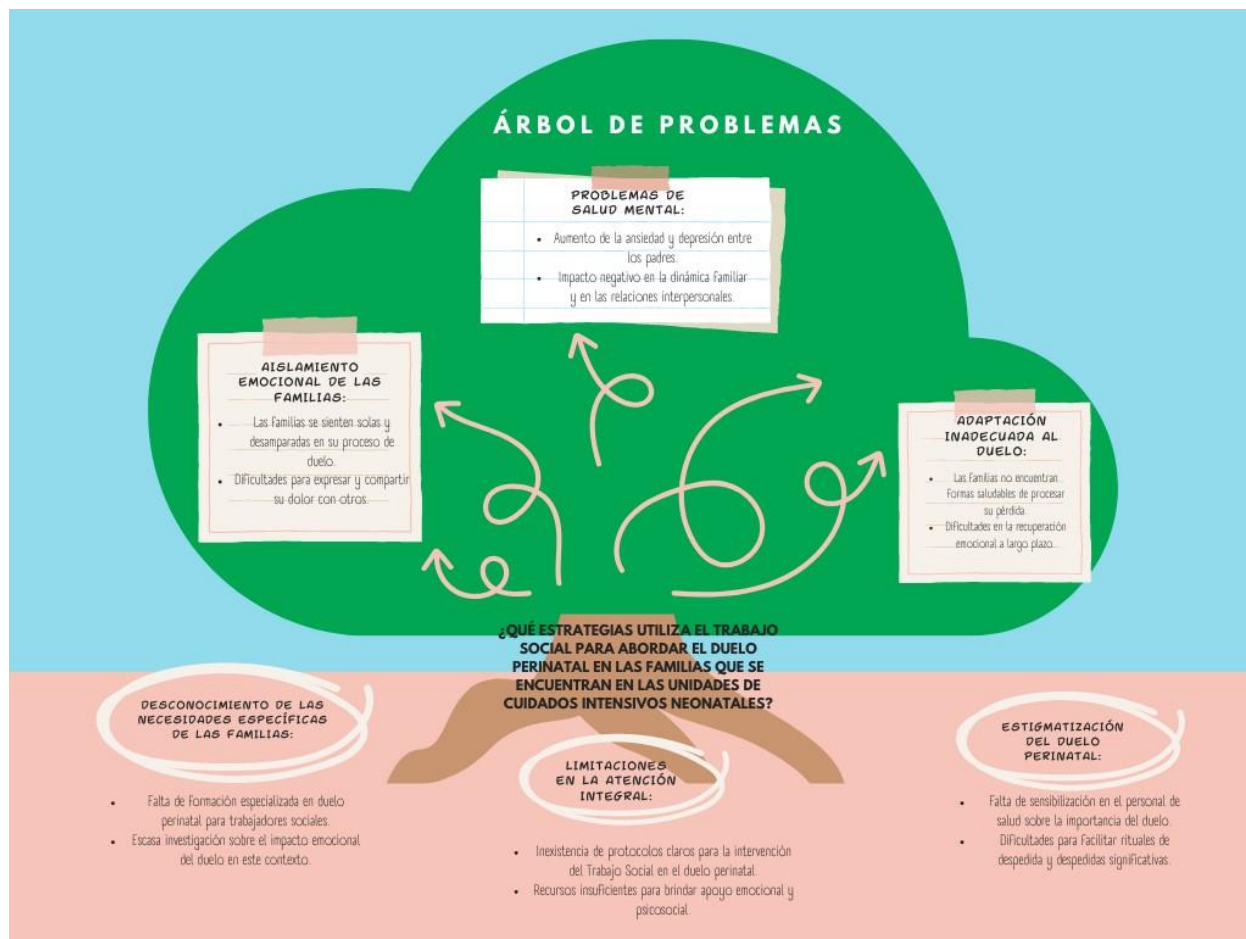 ÁRBOL DE PROBLEMAS
PROBLEMAS DE
SALUD MENTAL:
• Aumento de la ansiedad y depresión entre
los padres.
• Impacto negativo en la dinámica familiar
y en las relaciones interpersonales.
AISLAMIENTO
EMOCIONAL DE LAS
FAMILIAS:
• Las familias se sienten solas y
desamparadas en su proceso de
duelo.
• Dificultades para expresar y compartir
su dolor con otros.
ADAPTACIÓN
INADECUADA AL
DUELO:
• Las familias no encuentran
formas saludables de procesar
su pérdida.
• Dificultades en la recuperación
emocional a largo plazo.
¿QUÉ ESTRATEGIAS UTILIZA EL TRABAJO
SOCIAL PARA ABORDAR EL DUELO
PERINATAL EN LAS FAMILIAS QUE SE
ENCUENTRAN EN LAS UNIDADES DE
CUIDADOS INTENSIVOS NEONATALES?
DESCONOCIMIENTO DE LAS
NECESIDADES ESPECÍFICAS
DE LAS FAMILIAS:
• Falta de formación especializada en duelo
perinatal para trabajadores sociales.
• Escasa investigación sobre el impacto emocional
del duelo en este contexto.
LIMITACIONES
EN LA ATENCIÓN
INTEGRAL:
• Inexistencia de protocolos claros para la intervención
del Trabajo Social en el duelo perinatal.
• Recursos insuficientes para brindar apoyo emocional y
psicosocial.
ESTIGMATIZACIÓN
DEL DUELO
PERINATAL:
• Falta de sensibilización en el personal de
salud sobre la importancia del duelo.
• Dificultades para facilitar rituales de
despedida y despedidas significativas.